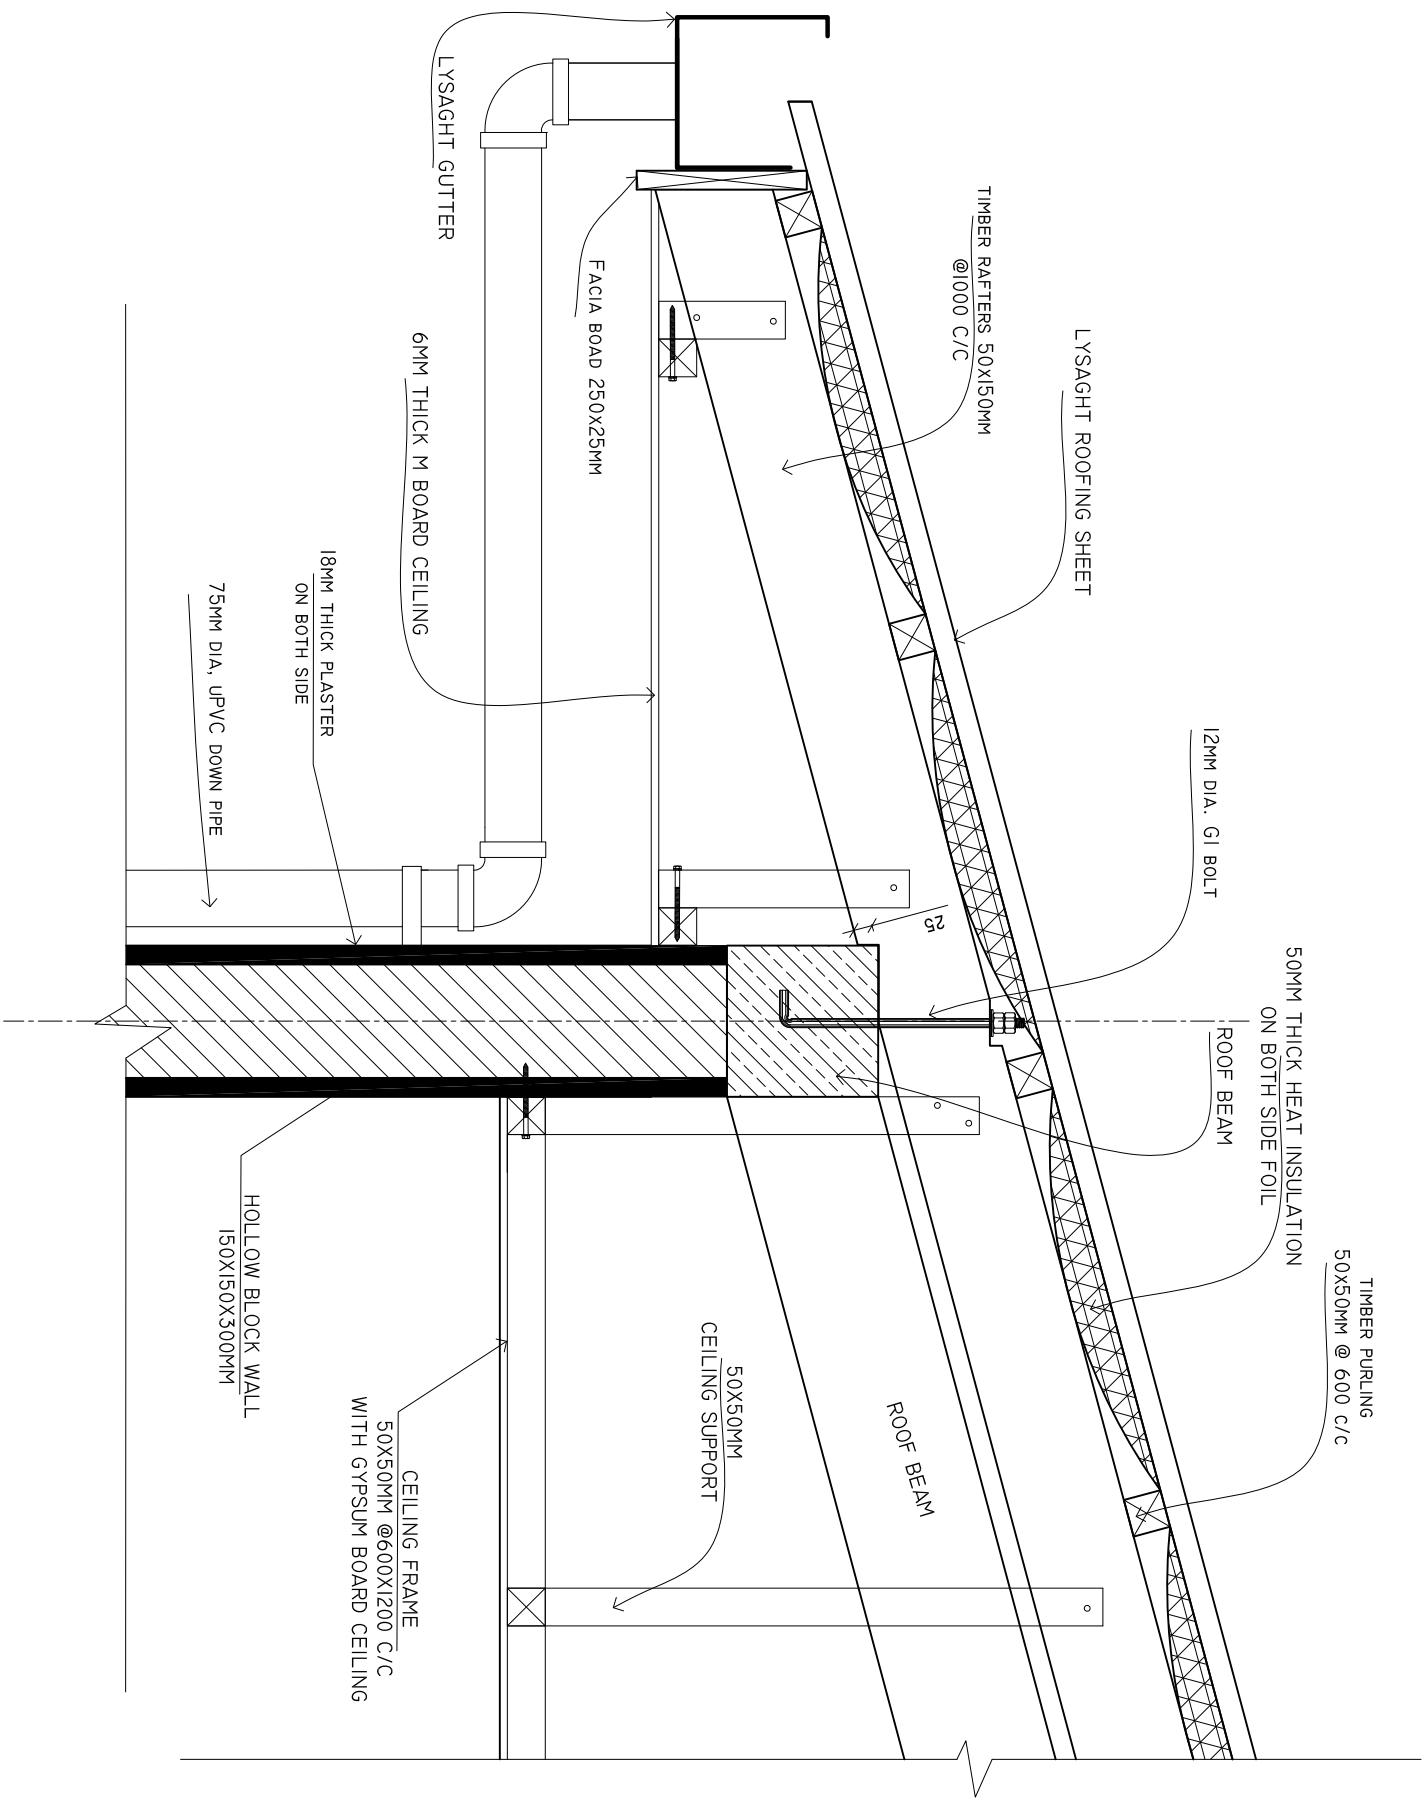 LYSAGHT GUTTER
FACIA BOAD 250X25MM
6MM THICK M BOARD CEILING
18MM THICK PLASTER
ON BOTH SIDE
75MM DIA, uPVC DOWN PIPE
TIMBER RAFTERS 50X150MM
@1000 C/C
LYSAGHT ROOFING SHEET
12MM DIA. GI BOLT
25
50MM THICK HEAT INSULATION
ON BOTH SIDE FOIL
ROOF BEAM
TIMBER PURLING
50X50MM @ 600 C/C
ROOF BEAM
50X50MM
CEILING SUPPORT
CEILING FRAME
50X50MM @600X1200 C/C
WITH GYPSUM BOARD CEILING
HOLLOW BLOCK WALL
150X150X300MM